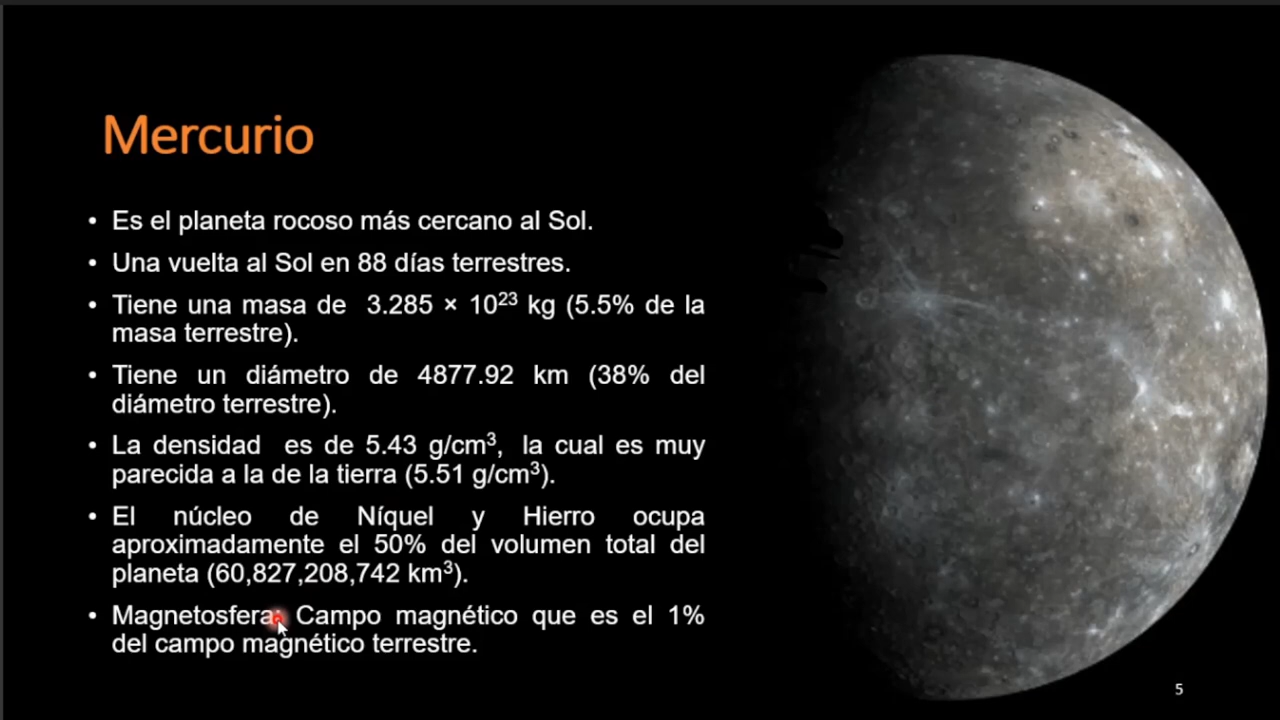 Mercurio
• Es el planeta rocoso más cercano al Sol.
• Una vuelta al Sol en 88 días terrestres.
• Tiene una masa de 3.285 × 10²³ kg (5.5% de la
masa terrestre).
• Tiene un diámetro de 4877.92 km (38% del
diámetro terrestre).
• La densidad es de 5.43 g/cm³, la cual es muy
parecida a la de la tierra (5.51 g/cm³).
• El núcleo de Níquel y Hierro ocupa
aproximadamente el 50% del volumen total del
planeta (60,827,208,742 km³).
• Magnetosfera: Campo magnético que es el 1%
del campo magnético terrestre.
5